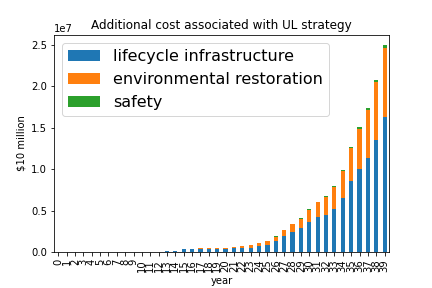 Additional cost associated with UL strategy
1e7
lifecycle infrastructure
environmental restoration
safety
2.5
2.0
1.5
1.0
0.5
0.0
$10 million
0 1 2 3 4 5 6 7 8 9 10 11 12 13 14 15 16 17 18 19 20 21 22 23 24 25 26 27 28 29 30 31 32 33 34 35 36 37 38 39
year